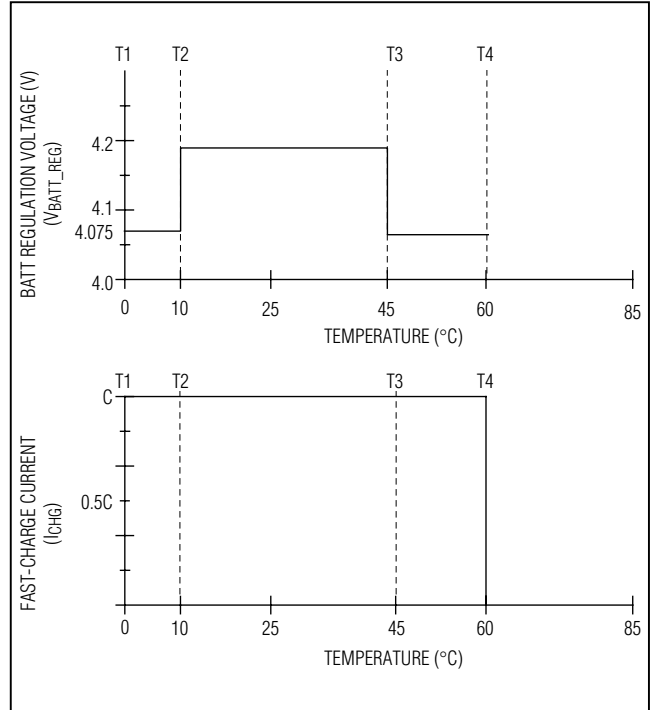 T1 T2 T3 T4
BATT REGULATION VOLTAGE (V)
(VBATT_REG)
4.2
4.1
4.075
4.0
0 10 25 45 60 85
TEMPERATURE (°C)
T1 T2 T3 T4
FAST-CHARGE CURRENT
(ICHG)
C
0.5C
0 10 25 45 60 85
TEMPERATURE (°C)